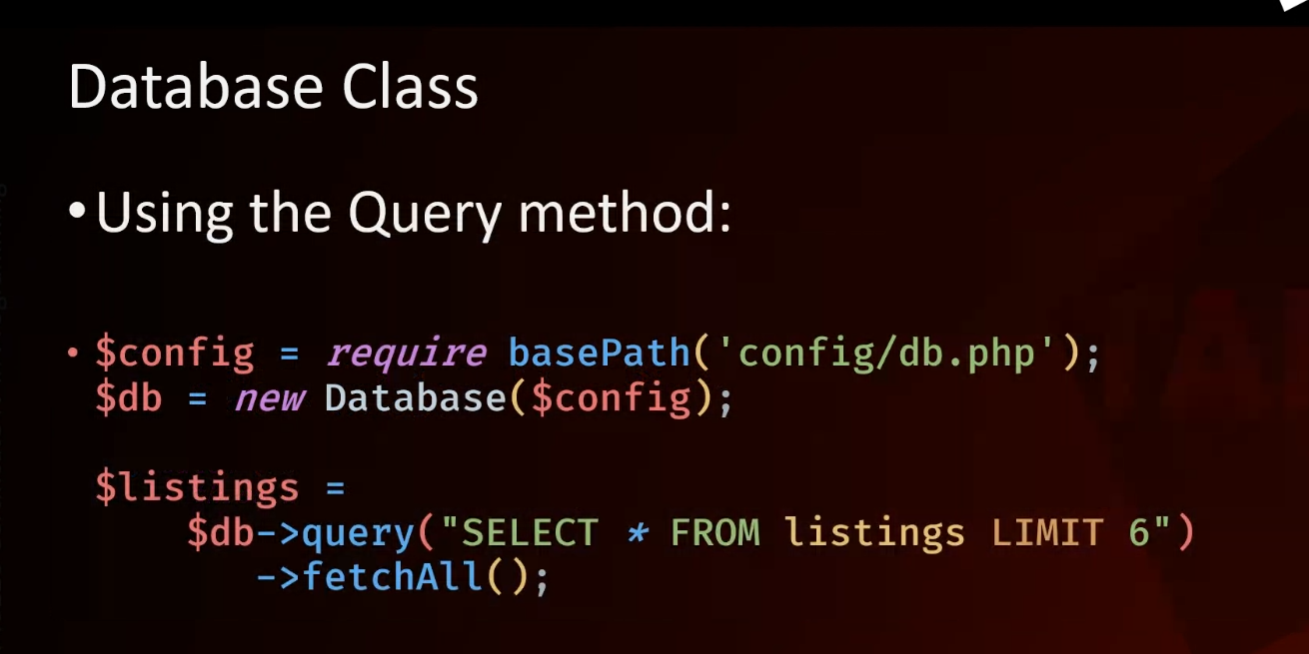 Database Class
•Using the Query method:
• $config = require basePath('config/db.php');
$db = new Database($config);
$listings =
$db->query("SELECT * FROM listings LIMIT 6")
->fetchAll();